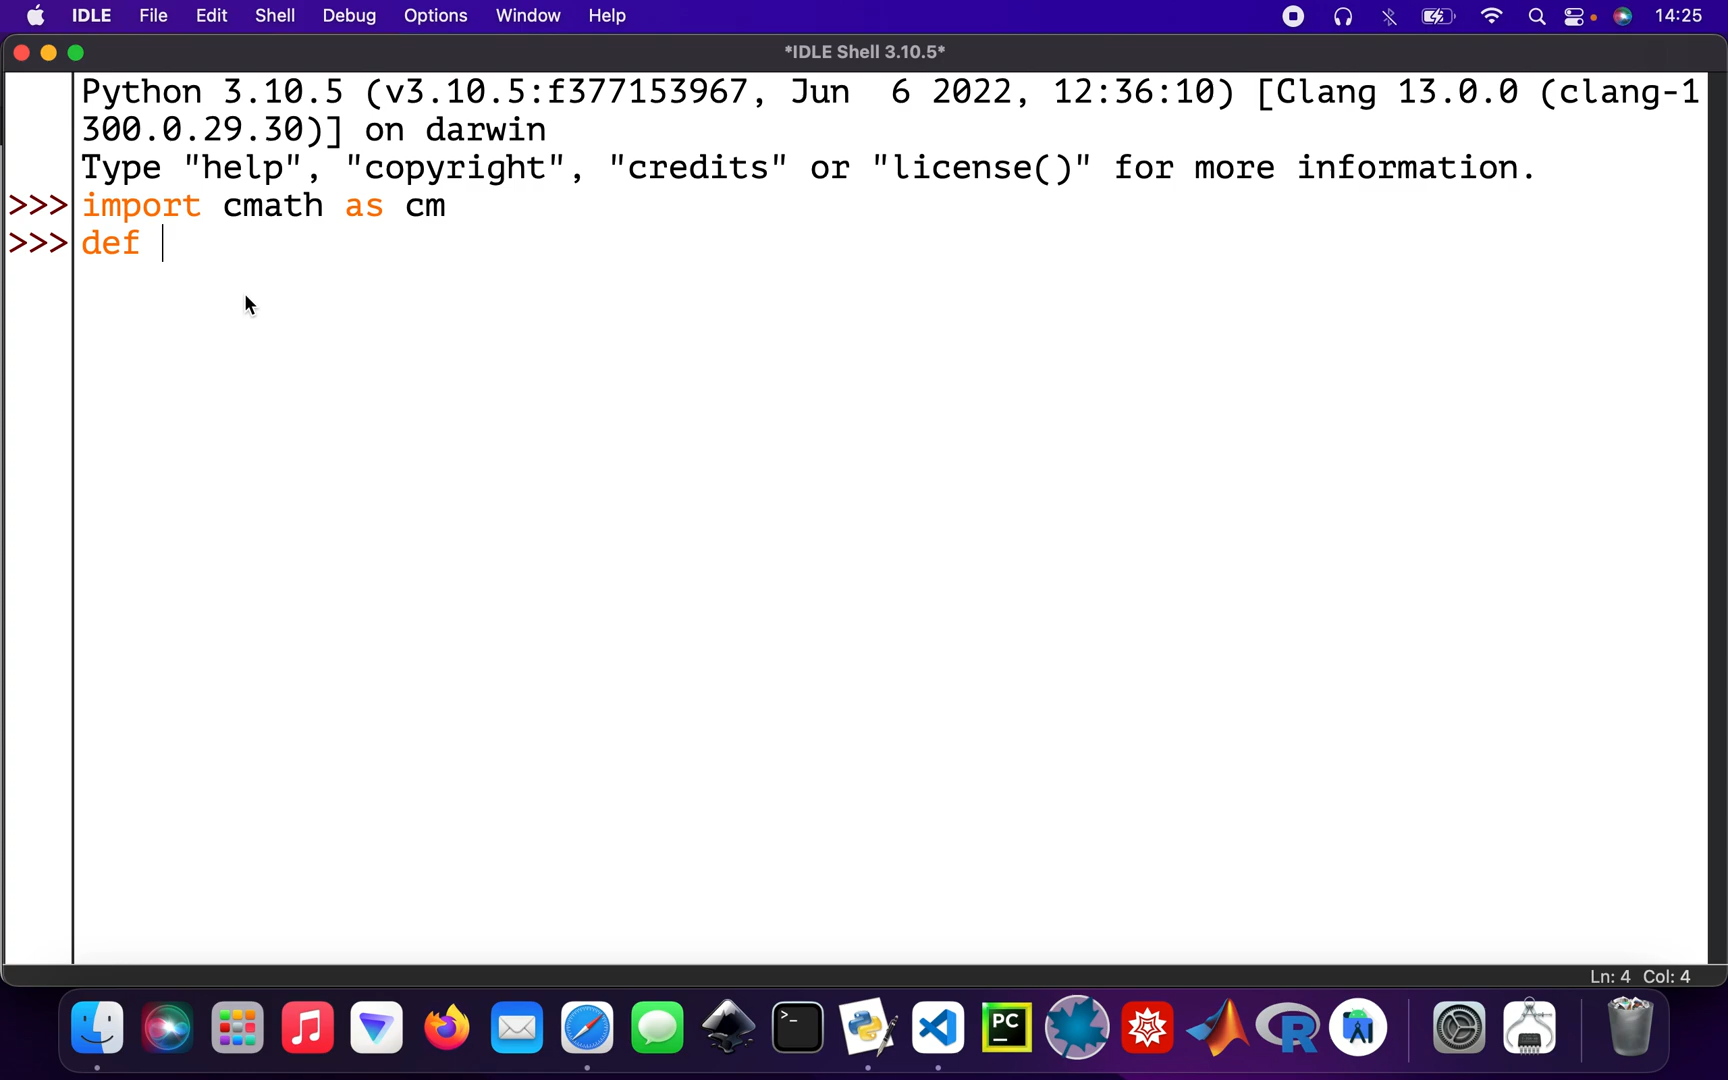 IDLE File Edit Shell Debug Options Window Help 14:25
*IDLE Shell 3.10.5*
Python 3.10.5 (v3.10.5:f377153967, Jun  6 2022, 12:36:10) [Clang 13.0.0 (clang-1
300.0.29.30)] on darwin
Type "help", "copyright", "credits" or "license()" for more information.
>>> import cmath as cm
>>> def
Ln: 4 Col: 4
>_ PC R A